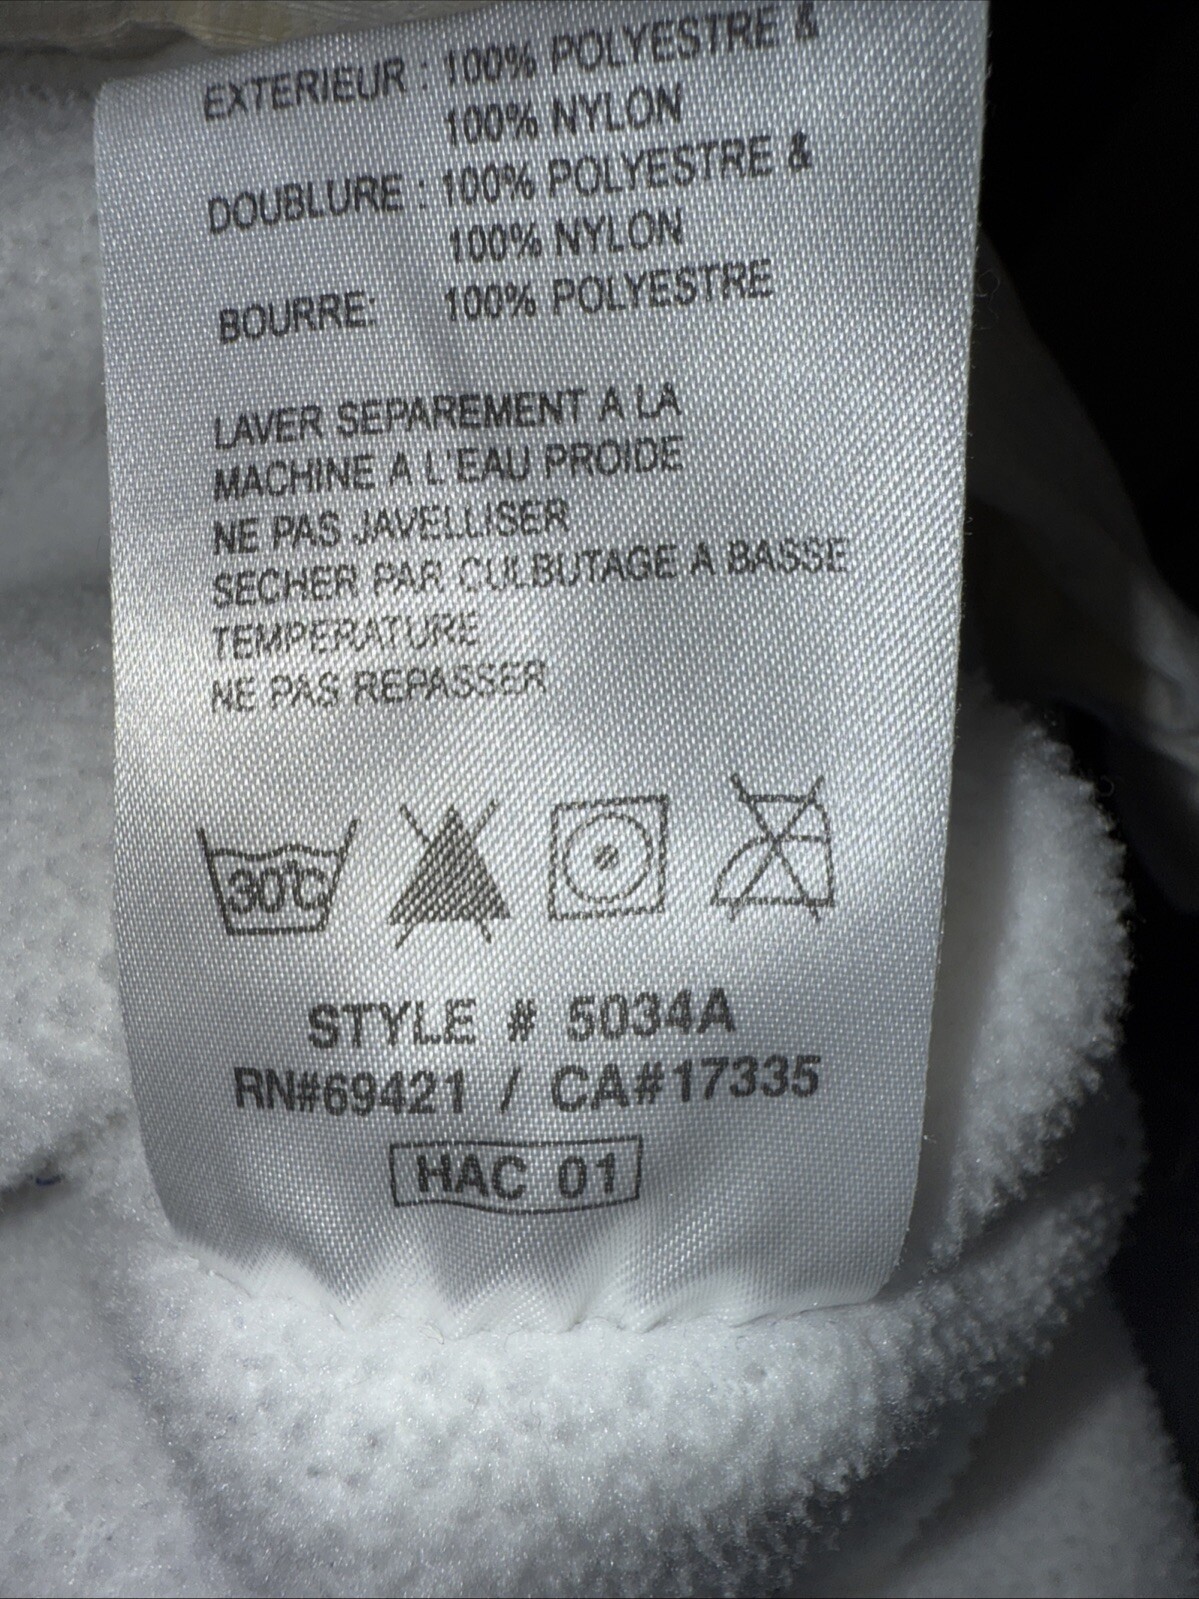 EXTERIEUR : 100% POLYESTRE &
100% NYLON
DOUBLURE : 100% POLYESTRE &
100% NYLON
BOURRE: 100% POLYESTRE
LAVER SEPAREMENT A LA
MACHINE A L'EAU PROIDE
NE PAS JAVELLISER
SECHER PAR CULBUTAGE A BASSE
TEMPERATURE
NE PAS REPASSER
30°C
STYLE # 5034A
RN#69421 / CA#17335
HAC 01